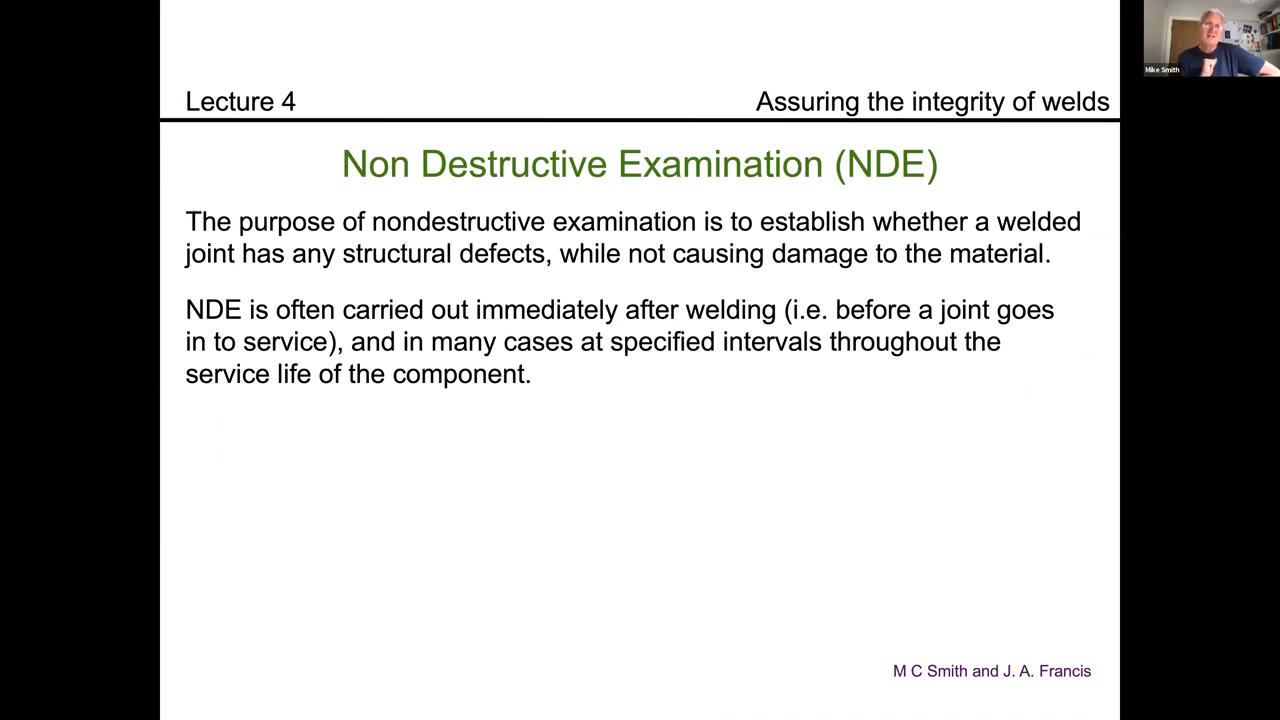 Mike Smith
Lecture 4
Assuring the integrity of welds
Non Destructive Examination (NDE)
The purpose of nondestructive examination is to establish whether a welded
joint has any structural defects, while not causing damage to the material.
NDE is often carried out immediately after welding (i.e. before a joint goes
in to service), and in many cases at specified intervals throughout the
service life of the component.
M C Smith and J. A. Francis